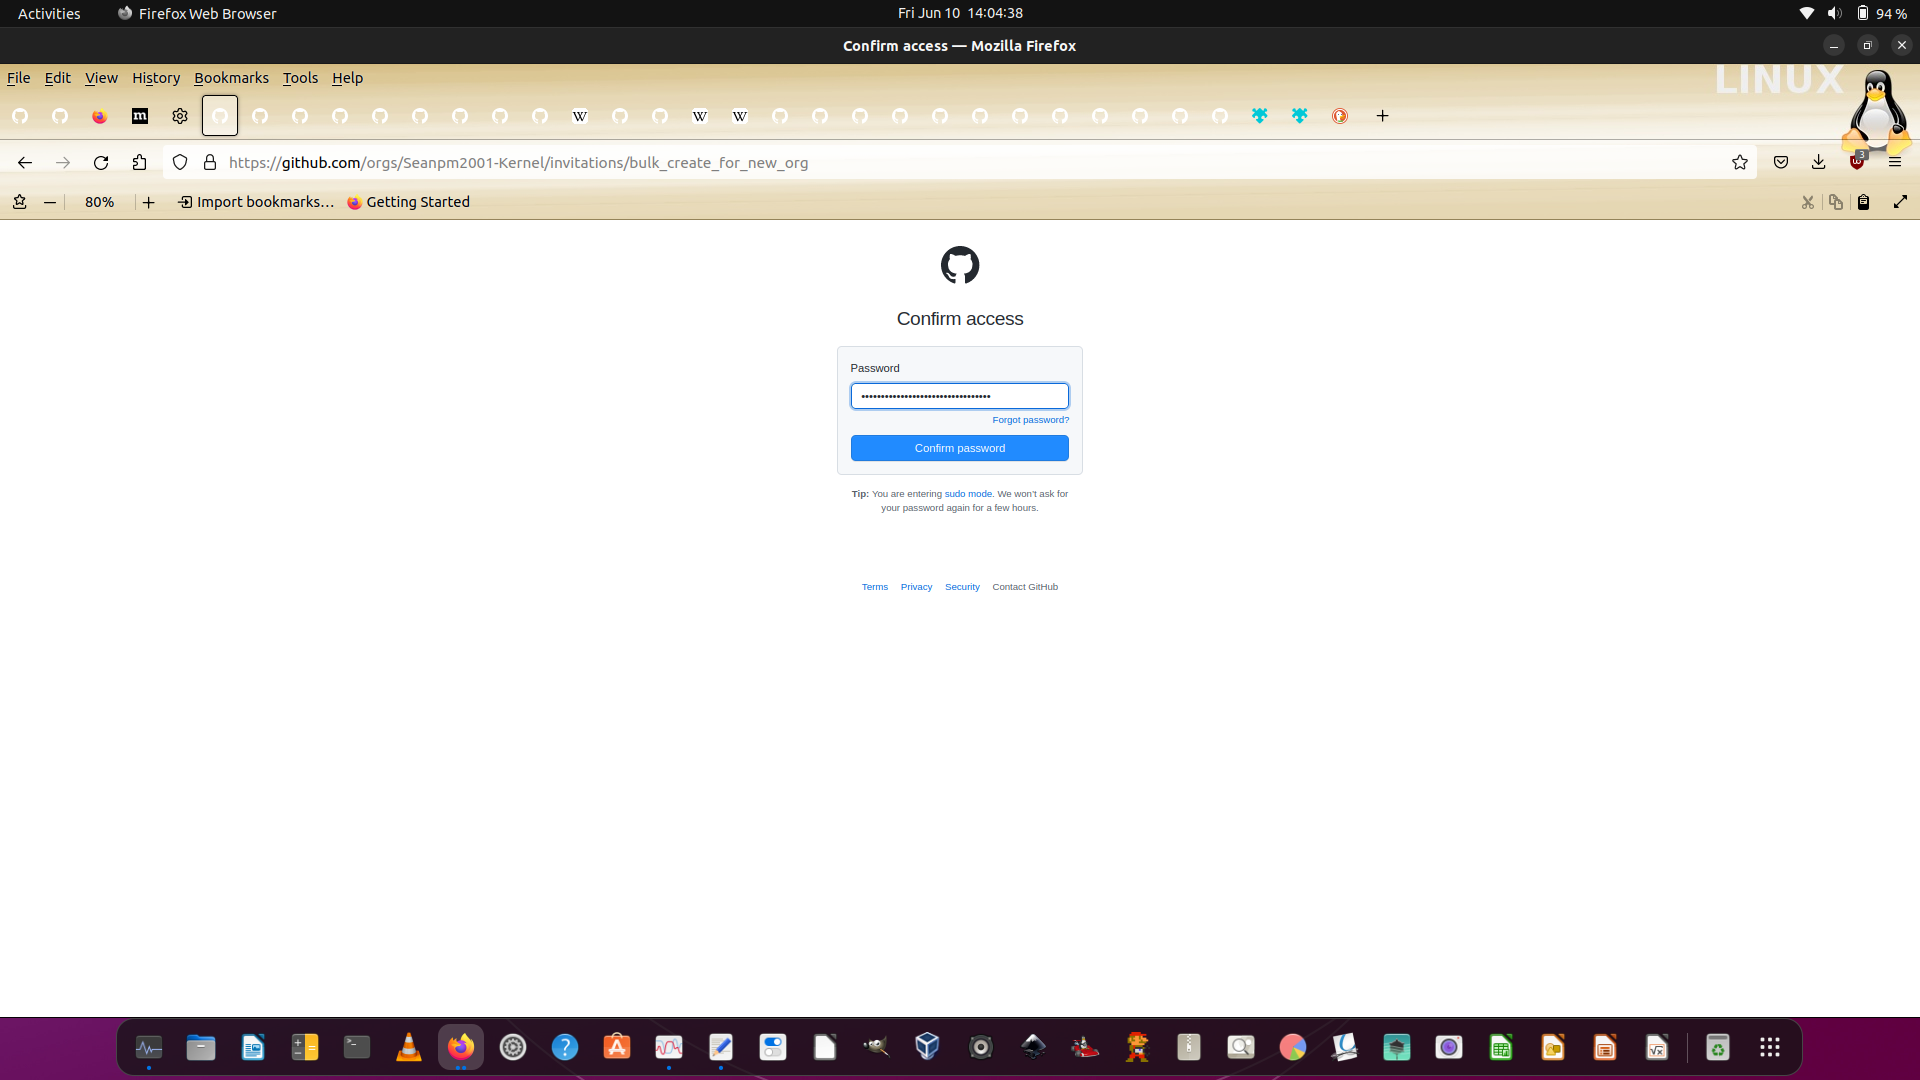 Activities
Firefox Web Browser
Fri Jun 10 14:04:38
94 %
Confirm access — Mozilla Firefox
File Edit View History Bookmarks Tools Help
LINUX
m
W
W
W
https://github.com/orgs/Seanpm2001-Kernel/invitations/bulk_create_for_new_org
3
80%
Import bookmarks…
Getting Started
Confirm access
Password
Forgot password?
Confirm password
Tip: You are entering sudo mode. We won't ask for
your password again for a few hours.
Terms Privacy Security Contact GitHub